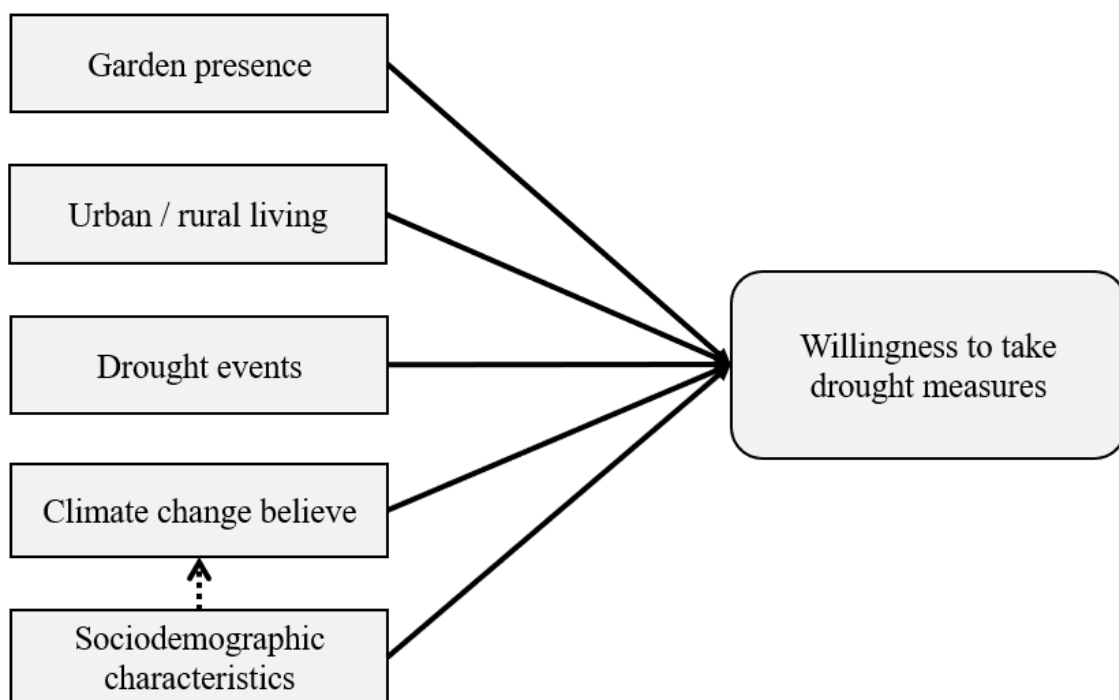 Garden presence
Urban / rural living
Drought events
Climate change believe
Sociodemographic
characteristics
Willingness to take
drought measures